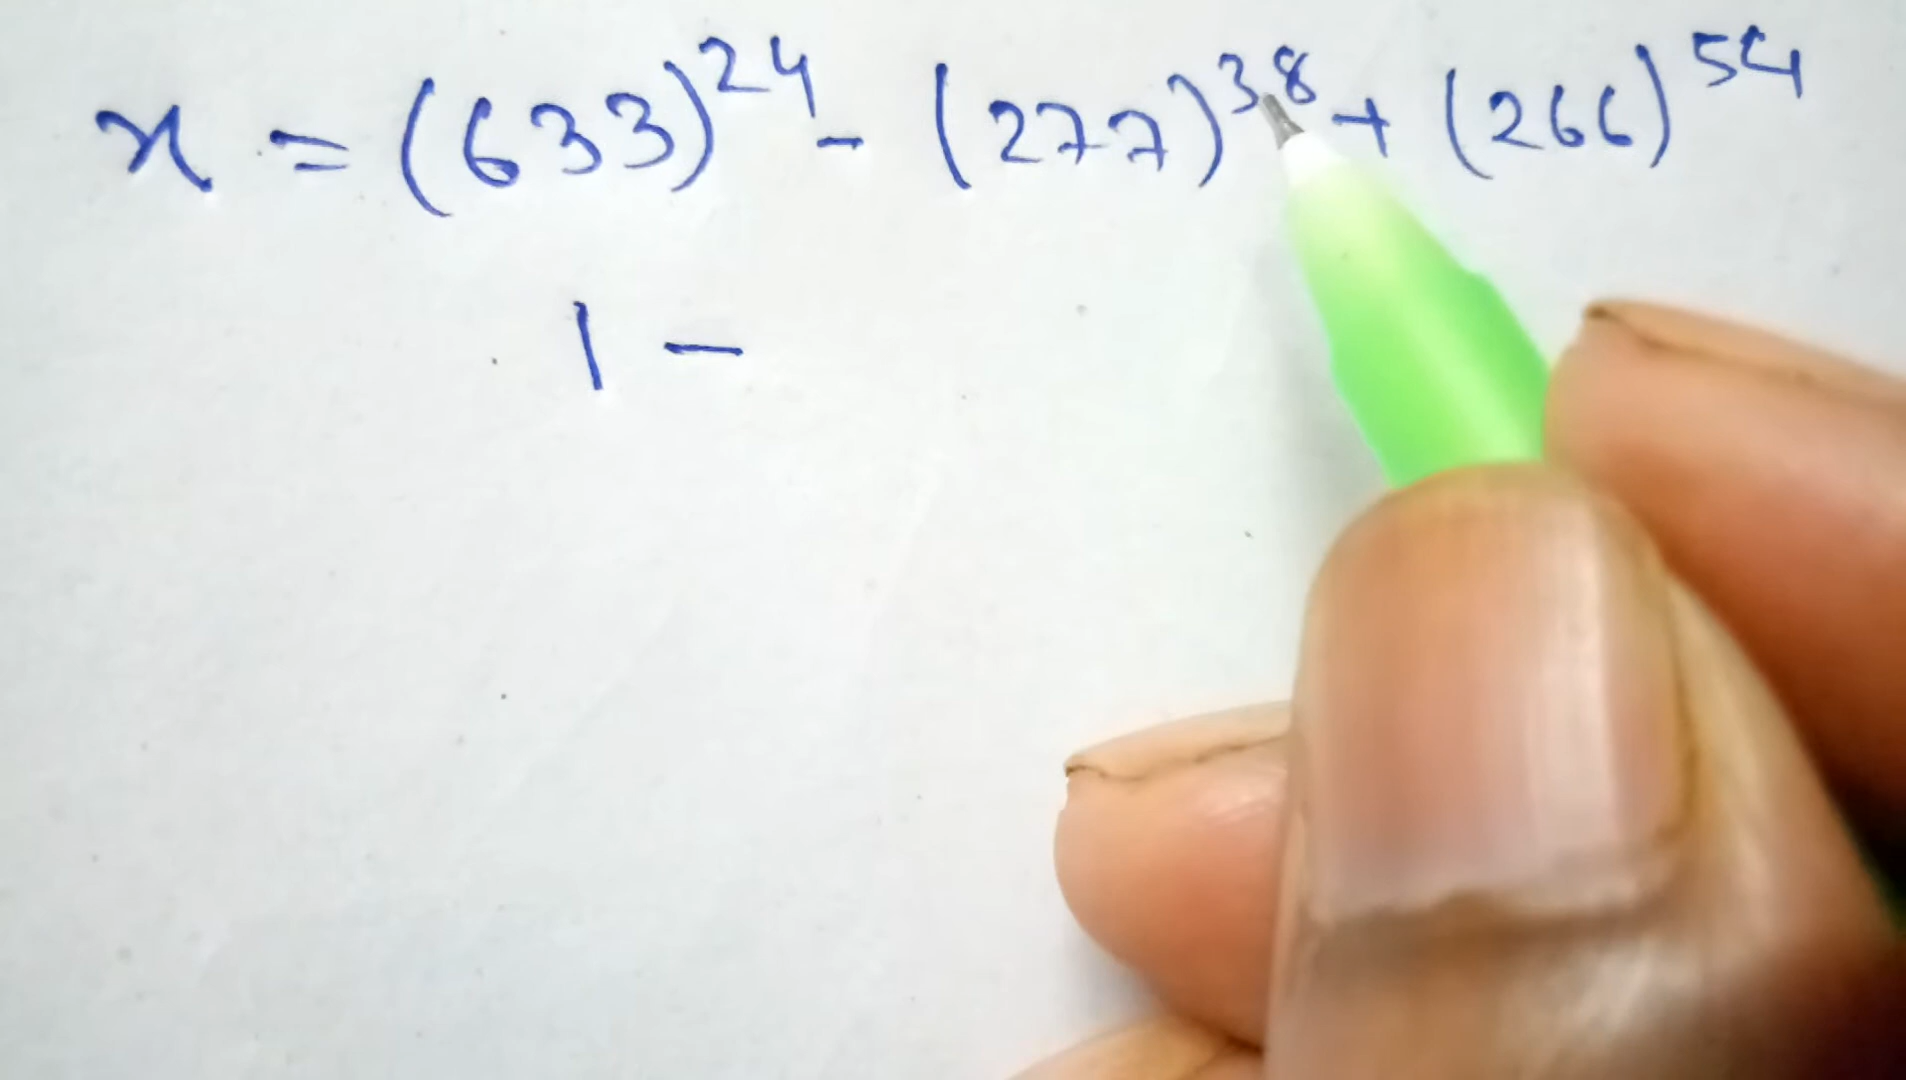 x = (633)^24 - (277)^38 + (266)^54
1 -